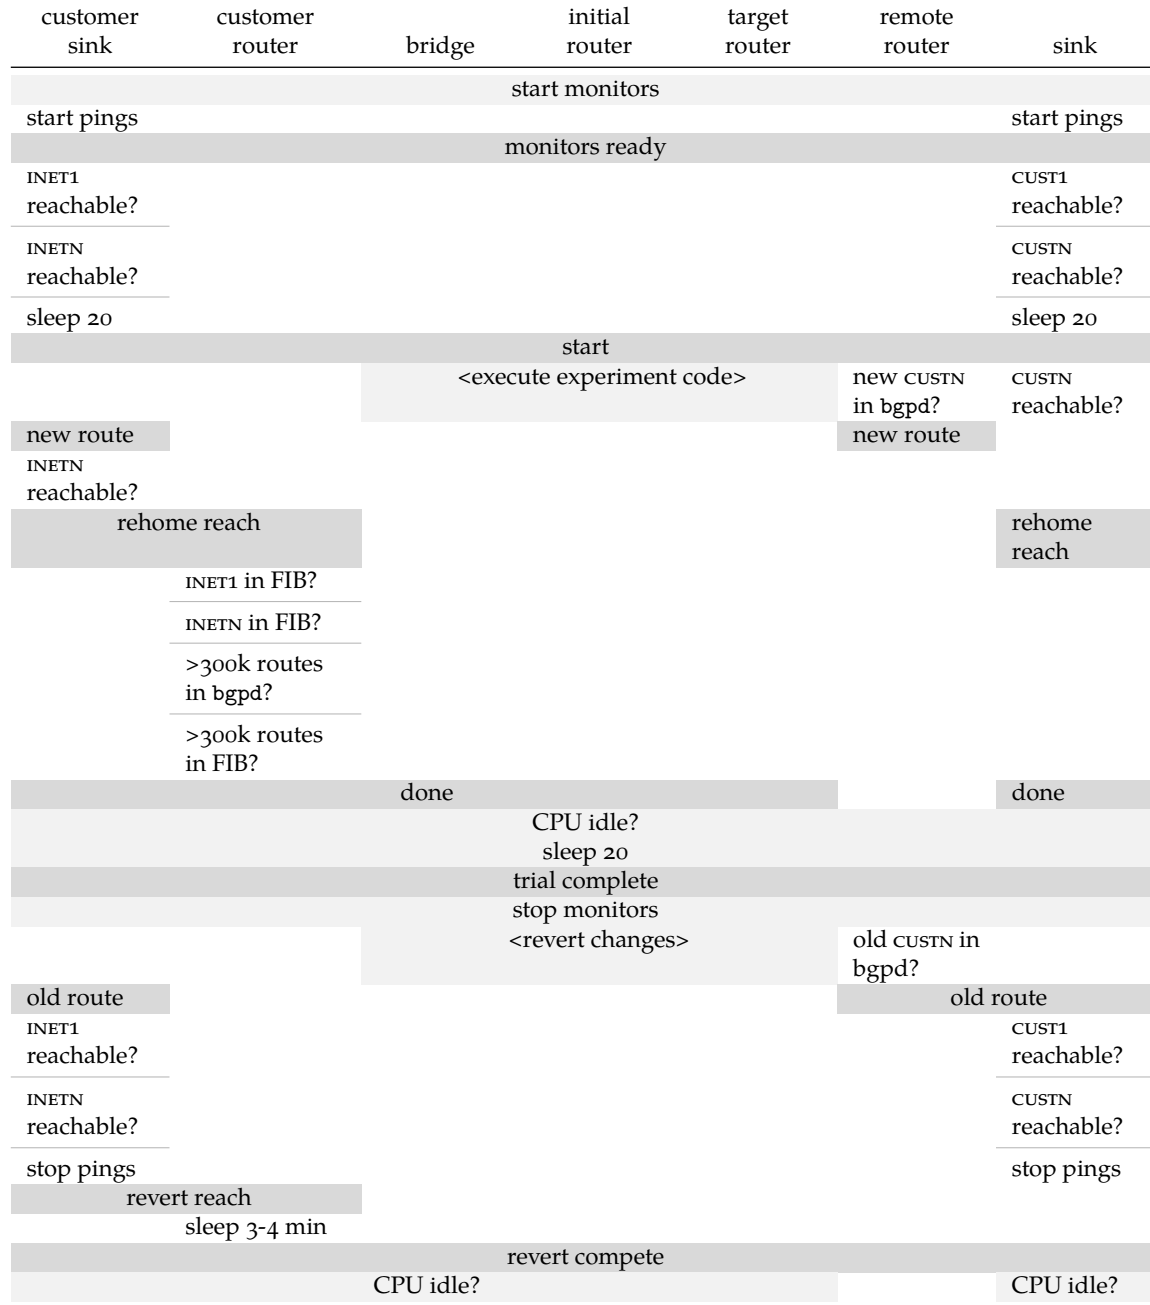 customer customer initial target remote
sink router bridge router router router sink
start monitors
start pings start pings
monitors ready
INET1 CUST1
reachable? reachable?
INETN CUSTN
reachable? reachable?
sleep 20 sleep 20
start
<execute experiment code> new CUSTN CUSTN
in bgpd? reachable?
new route new route
INETN
reachable?
rehome reach rehome
reach
INET1 in FIB?
INETN in FIB?
>300k routes
in bgpd?
>300k routes
in FIB?
done done
CPU idle?
sleep 20
trial complete
stop monitors
<revert changes> old CUSTN in
bgpd?
old route old route
INET1 CUST1
reachable? reachable?
INETN CUSTN
reachable? reachable?
stop pings stop pings
revert reach
sleep 3-4 min
revert compete
CPU idle? CPU idle?